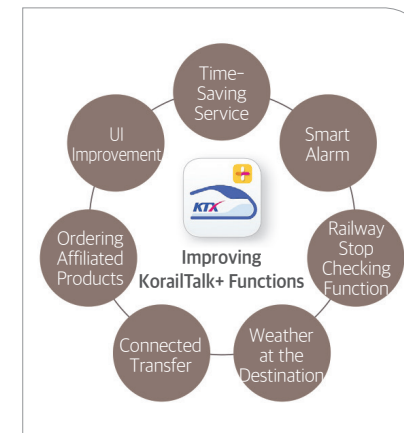 Time-
Saving
Service
Smart
Alarm
Railway
Stop
Checking
Function
Weather
at the
Destination
Connected
Transfer
Ordering
Affiliated
Products
UI
Improvement
KTX
Improving
KorailTalk+ Functions